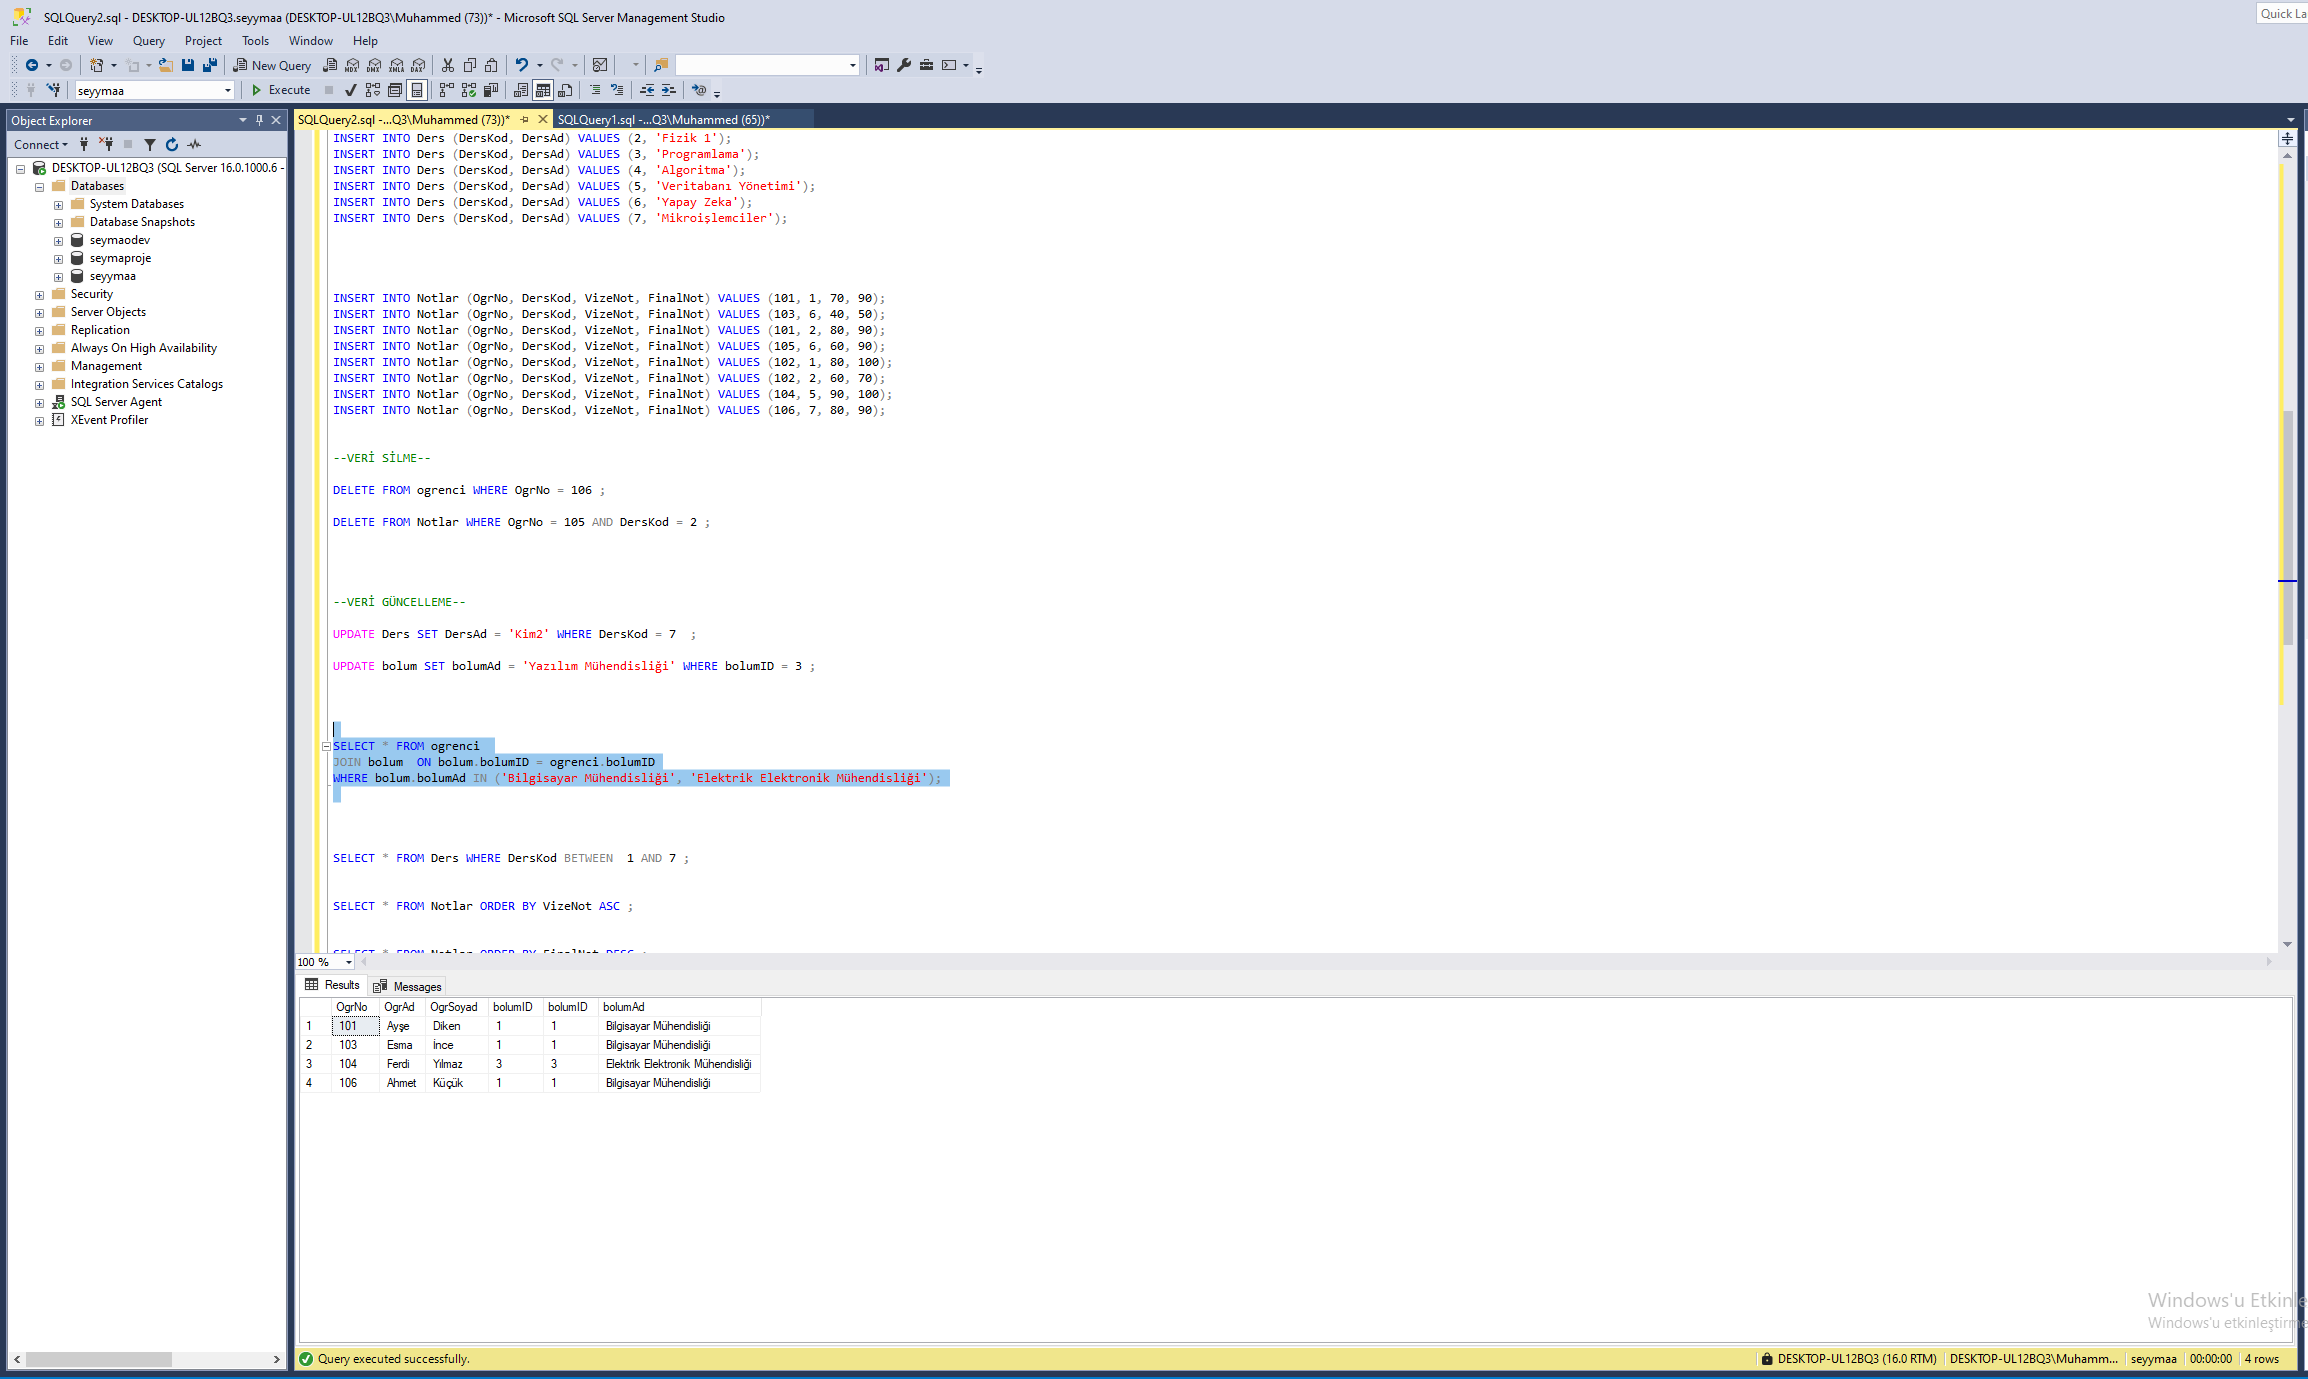 SQLQuery2.sql - DESKTOP-UL12BQ3.seyymaa (DESKTOP-UL12BQ3\Muhammed (73))* - Microsoft SQL Server Management Studio
Quick La
File Edit View Query Project Tools Window Help
New Query
seyymaa
Execute
Object Explorer
Connect
DESKTOP-UL12BQ3 (SQL Server 16.0.1000.6 -
Databases
System Databases
Database Snapshots
seymaodev
seymaproje
seyymaa
Security
Server Objects
Replication
Always On High Availability
Management
Integration Services Catalogs
SQL Server Agent
XEvent Profiler
SQLQuery2.sql -...Q3\Muhammed (73))*
SQLQuery1.sql -...Q3\Muhammed (65))*
INSERT INTO Ders (DersKod, DersAd) VALUES (2, 'Fizik 1');
INSERT INTO Ders (DersKod, DersAd) VALUES (3, 'Programlama');
INSERT INTO Ders (DersKod, DersAd) VALUES (4, 'Algoritma');
INSERT INTO Ders (DersKod, DersAd) VALUES (5, 'Veritabanı Yönetimi');
INSERT INTO Ders (DersKod, DersAd) VALUES (6, 'Yapay Zeka');
INSERT INTO Ders (DersKod, DersAd) VALUES (7, 'Mikroişlemciler');
INSERT INTO Notlar (OgrNo, DersKod, VizeNot, FinalNot) VALUES (101, 1, 70, 90);
INSERT INTO Notlar (OgrNo, DersKod, VizeNot, FinalNot) VALUES (103, 6, 40, 50);
INSERT INTO Notlar (OgrNo, DersKod, VizeNot, FinalNot) VALUES (101, 2, 80, 90);
INSERT INTO Notlar (OgrNo, DersKod, VizeNot, FinalNot) VALUES (105, 6, 60, 90);
INSERT INTO Notlar (OgrNo, DersKod, VizeNot, FinalNot) VALUES (102, 1, 80, 100);
INSERT INTO Notlar (OgrNo, DersKod, VizeNot, FinalNot) VALUES (102, 2, 60, 70);
INSERT INTO Notlar (OgrNo, DersKod, VizeNot, FinalNot) VALUES (104, 5, 90, 100);
INSERT INTO Notlar (OgrNo, DersKod, VizeNot, FinalNot) VALUES (106, 7, 80, 90);
--VERİ SİLME--
DELETE FROM ogrenci WHERE OgrNo = 106 ;
DELETE FROM Notlar WHERE OgrNo = 105 AND DersKod = 2 ;
--VERİ GÜNCELLEME--
UPDATE Ders SET DersAd = 'Kim2' WHERE DersKod = 7 ;
UPDATE bolum SET bolumAd = 'Yazılım Mühendisliği' WHERE bolumID = 3 ;
SELECT * FROM ogrenci
JOIN bolum ON bolum.bolumID = ogrenci.bolumID
WHERE bolum.bolumAd IN ('Bilgisayar Mühendisliği', 'Elektrik Elektronik Mühendisliği');
SELECT * FROM Ders WHERE DersKod BETWEEN 1 AND 7 ;
SELECT * FROM Notlar ORDER BY VizeNot ASC ;
SELECT * FROM Notlar ORDER BY FinalNot DESC ;
100 %
Results Messages
OgrNo OgrAd OgrSoyad bolumID bolumID bolumAd
1 101 Ayşe Diken 1 1 Bilgisayar Mühendisliği
2 103 Esma İnce 1 1 Bilgisayar Mühendisliği
3 104 Ferdi Yılmaz 3 3 Elektrik Elektronik Mühendisliği
4 106 Ahmet Küçük 1 1 Bilgisayar Mühendisliği
Windows'u Etkinle
Windows'u etkinleştirme
Query executed successfully.
DESKTOP-UL12BQ3 (16.0 RTM) DESKTOP-UL12BQ3\Muhamm... seyymaa 00:00:00 4 rows